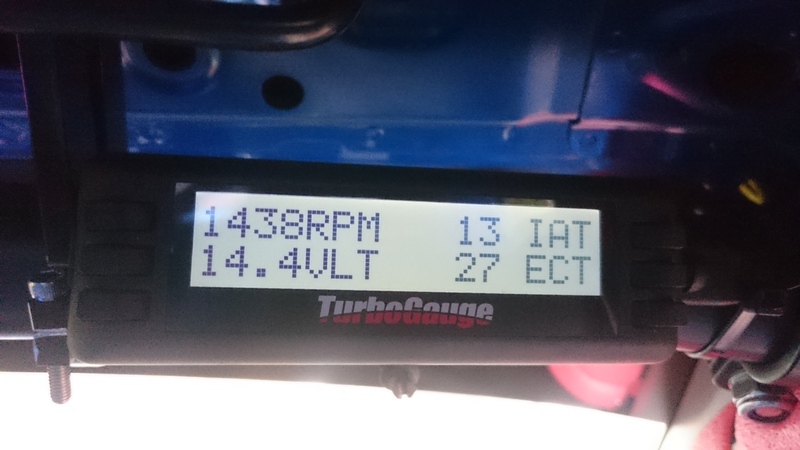 1438RPM 13 IAT
14.4VLT 27 ECT
TurboGauge